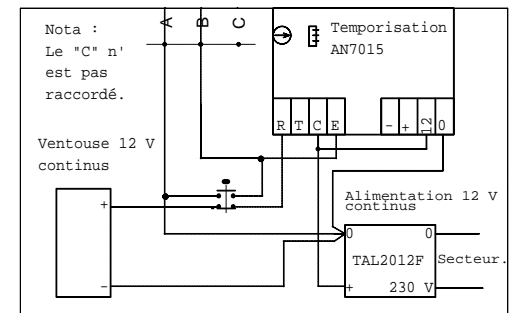 A B C
Nota :
Le "C" n'
est pas
raccordé.
Temporisation
AN7015
R T C E - + 12 0
Ventouse 12 V
continus
+
-
Alimentation 12 V
continus
0 0
TAL2012F
Secteur.
+ 230 V